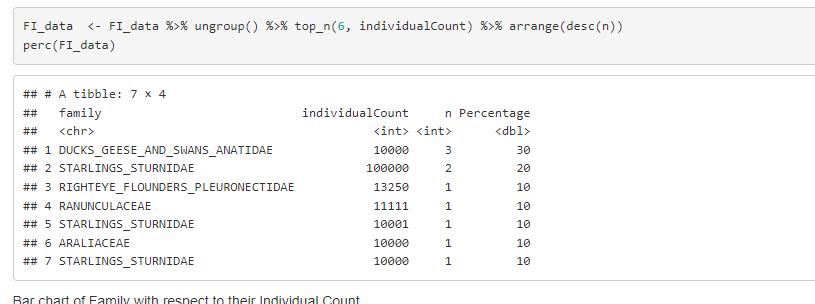 FI_data  <- FI_data %>% ungroup() %>% top_n(6, individualCount) %>% arrange(desc(n))
perc(FI_data)
## # A tibble: 7 x 4
##   family                          individualCount     n Percentage
##   <chr>                                     <int> <int>      <dbl>
## 1 DUCKS_GEESE_AND_SWANS_ANATIDAE            10000     3         30
## 2 STARLINGS_STURNIDAE                      100000     2         20
## 3 RIGHTEYE_FLOUNDERS_PLEURONECTIDAE         13250     1         10
## 4 RANUNCULACEAE                             11111     1         10
## 5 STARLINGS_STURNIDAE                       10001     1         10
## 6 ARALIACEAE                                10000     1         10
## 7 STARLINGS_STURNIDAE                       10000     1         10
Bar chart of Family with respect to their Individual Count